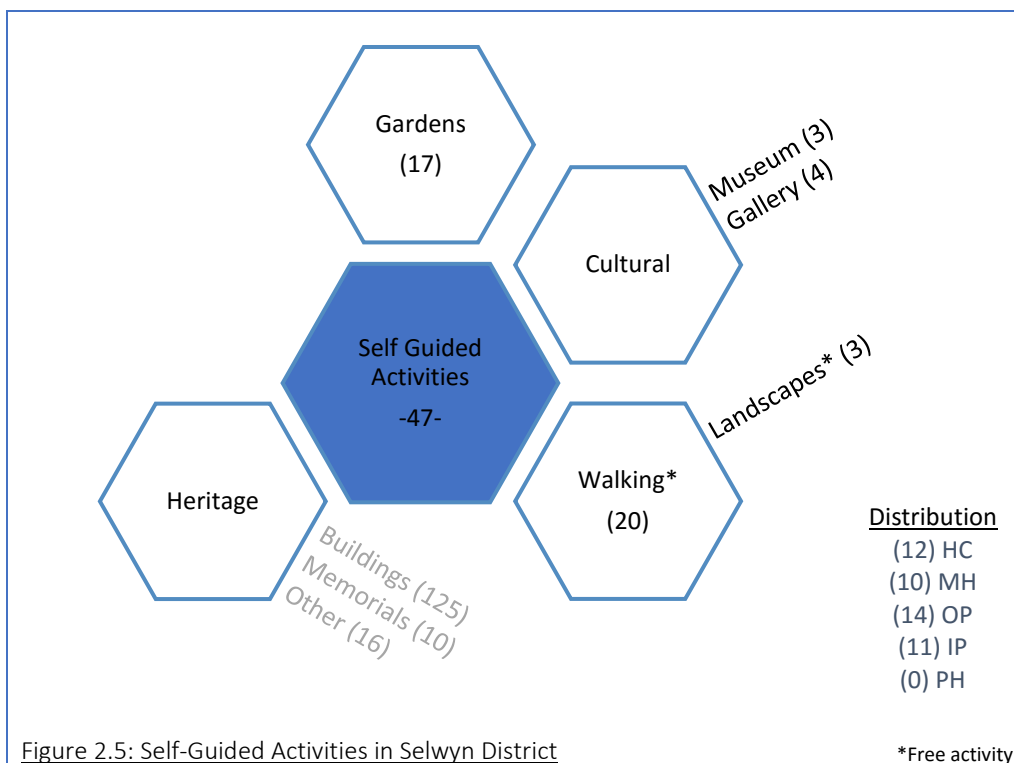 Gardens
(17)
Museum (3)
Gallery (4)
Cultural
Self Guided
Activities
-47-
Landscapes* (3)
Walking*
(20)
Heritage
Buildings (125)
Memorials (10)
Other (16)
Distribution
(12) HC
(10) MH
(14) OP
(11) IP
(0) PH
Figure 2.5: Self-Guided Activities in Selwyn District
*Free activity